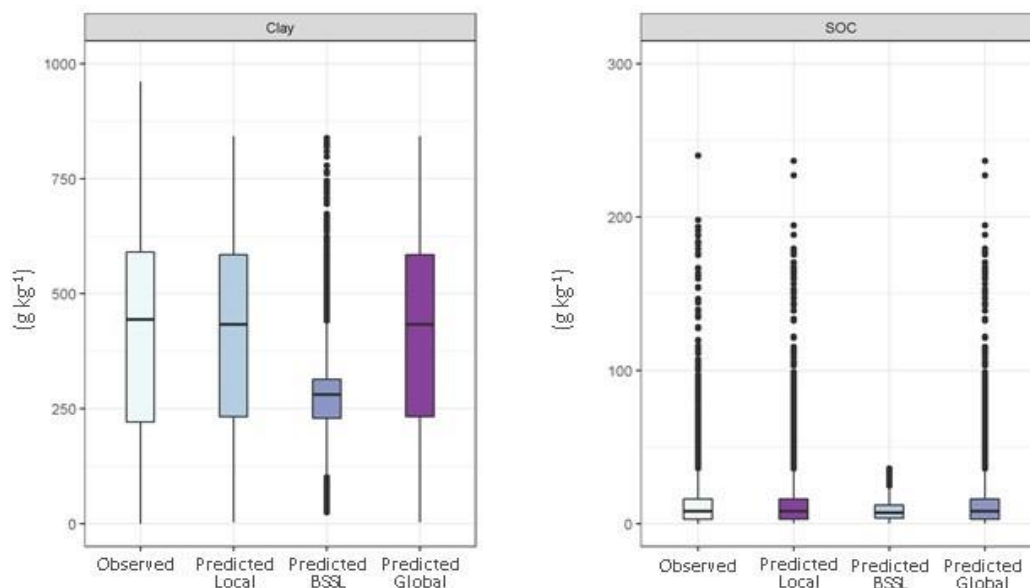 Clay
SOC
1000
750
500
250
0
(g kg⁻¹)
Observed
Predicted
Local
Predicted
BSSL
Predicted
Global
300
200
100
0
(g kg⁻¹)
Observed
Predicted
Local
Predicted
BSSL
Predicted
Global